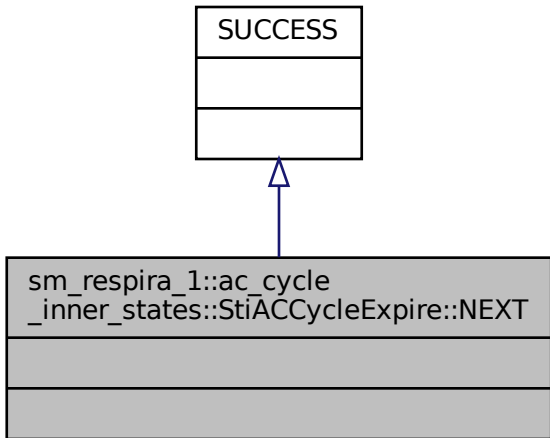 SUCCESS
sm_respira_1::ac_cycle
_inner_states::StiACCycleExpire::NEXT